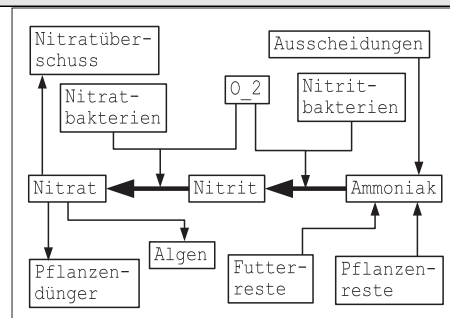 Nitratüber-
schuss
Ausscheidungen
Nitrat-
bakterien
O_2
Nitrit-
bakterien
Nitrat
Nitrit
Ammoniak
Algen
Pflanzen-
dünger
Futter-
reste
Pflanzen-
reste